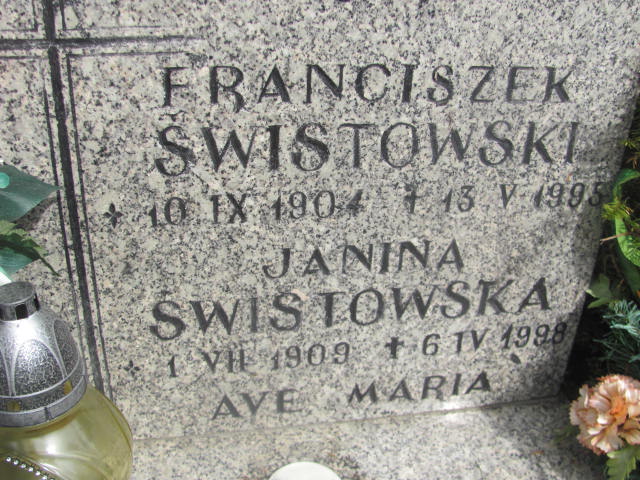 FRANCISZEK
ŚWISTOWSKI
* 10 IX 1904 + 13 V 1995
JANINA
ŚWISTOWSKA
* 1 VII 1909 + 6 IV 1998
AVE MARIA